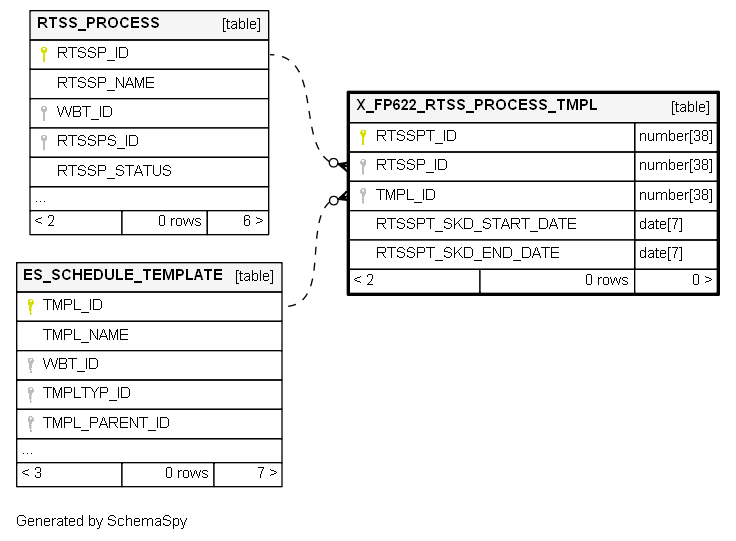 RTSS_PROCESS [table]
RTSSP_ID
RTSSP_NAME
WBT_ID
RTSSPS_ID
RTSSP_STATUS
...
< 2 0 rows 6 >
X_FP622_RTSS_PROCESS_TMPL [table]
RTSSPT_ID number[38]
RTSSP_ID number[38]
TMPL_ID number[38]
RTSSPT_SKD_START_DATE date[7]
RTSSPT_SKD_END_DATE date[7]
< 2 0 rows 0 >
ES_SCHEDULE_TEMPLATE [table]
TMPL_ID
TMPL_NAME
WBT_ID
TMPLTYP_ID
TMPL_PARENT_ID
...
< 3 0 rows 7 >
Generated by SchemaSpy